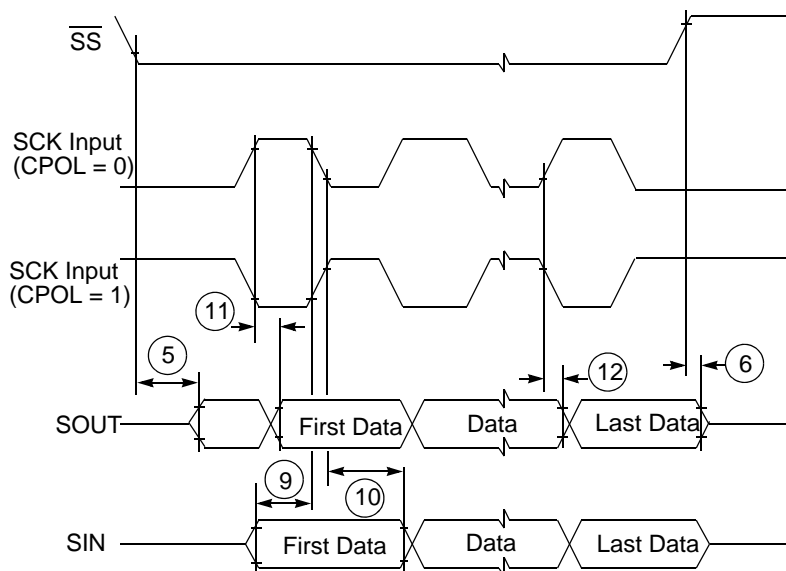 SS
SCK Input
(CPOL = 0)
SCK Input
(CPOL = 1)
11
5
12
6
SOUT
First Data
Data
Last Data
9
10
SIN
First Data
Data
Last Data